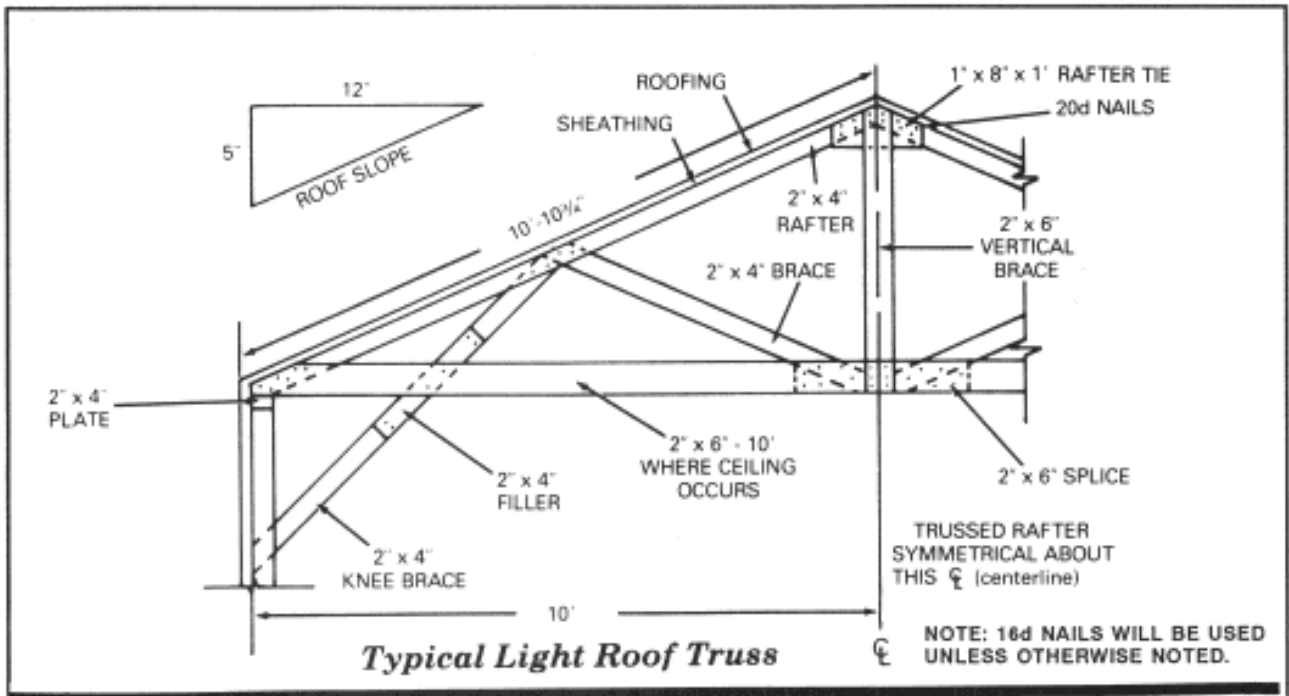 12"
5"
ROOF SLOPE
ROOFING
SHEATHING
1" x 8" x 1' RAFTER TIE
20d NAILS
10'-10¾"
2" x 4"
RAFTER
2" x 6"
VERTICAL
BRACE
2" x 4" BRACE
2" x 4"
PLATE
2" x 4"
FILLER
2" x 6" - 10'
WHERE CEILING
OCCURS
2" x 6" SPLICE
2" x 4"
KNEE BRACE
TRUSSED RAFTER
SYMMETRICAL ABOUT
THIS ℄ (centerline)
10'
Typical Light Roof Truss
℄
NOTE: 16d NAILS WILL BE USED
UNLESS OTHERWISE NOTED.